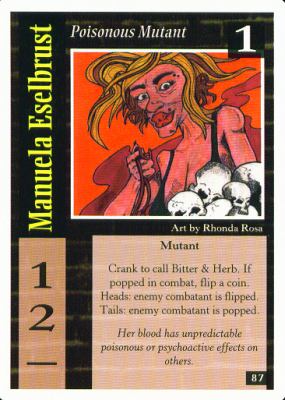 Manuela Eselbrust
Poisonous Mutant
1
Art by Rhonda Rosa
Mutant
Crank to call Bitter & Herb. If
popped in combat, flip a coin.
Heads: enemy combatant is flipped.
Tails: enemy combatant is popped.
Her blood has unpredictable
poisonous or psychoactive effects on
others.
1
2
—
87